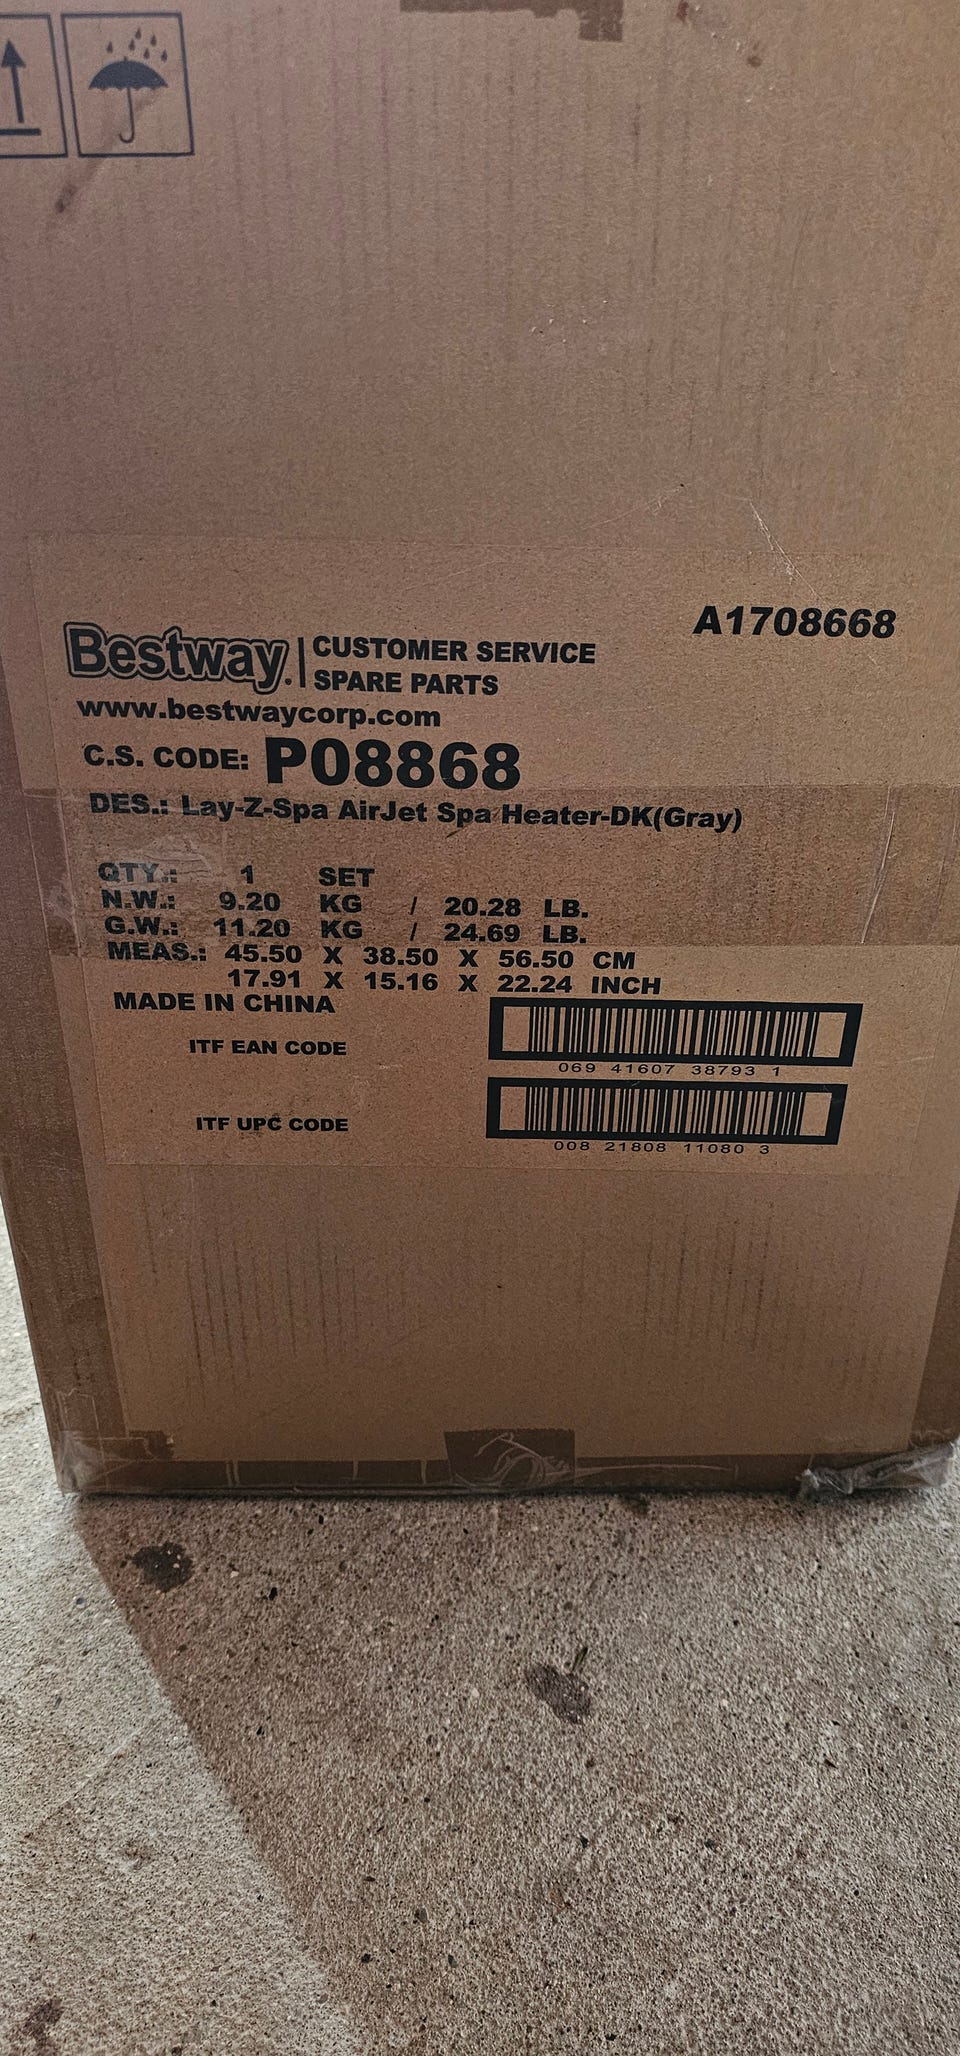 A1708668
Bestway. CUSTOMER SERVICE
SPARE PARTS
www.bestwaycorp.com
C.S. CODE: P08868
DES.: Lay-Z-Spa AirJet Spa Heater-DK(Gray)
QTY.: 1 SET
N.W.: 9.20 KG / 20.28 LB.
G.W.: 11.20 KG / 24.69 LB.
MEAS.: 45.50 X 38.50 X 56.50 CM
17.91 X 15.16 X 22.24 INCH
MADE IN CHINA
ITF EAN CODE
069 41607 38793 1
ITF UPC CODE
008 21808 11080 3